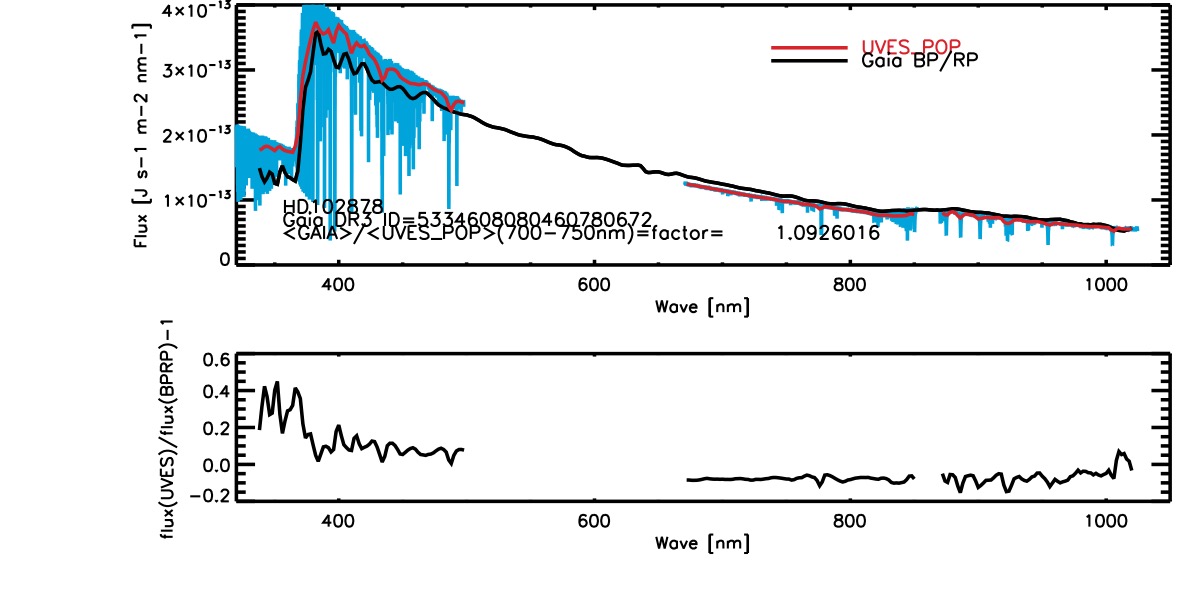 4×10⁻¹³
3×10⁻¹³
2×10⁻¹³
1×10⁻¹³
0
Flux [J s-1 m-2 nm-1]
UVES_POP
Gaia BP/RP
HD102878
Gaia DR3 ID=5334608080460780672
<GAIA>/<UVES_POP>(700-750nm)=factor= 1.0926016
400 600 800 1000
Wave [nm]
0.6
0.4
0.2
0.0
-0.2
flux(UVES)/flux(BPRP)-1
400 600 800 1000
Wave [nm]